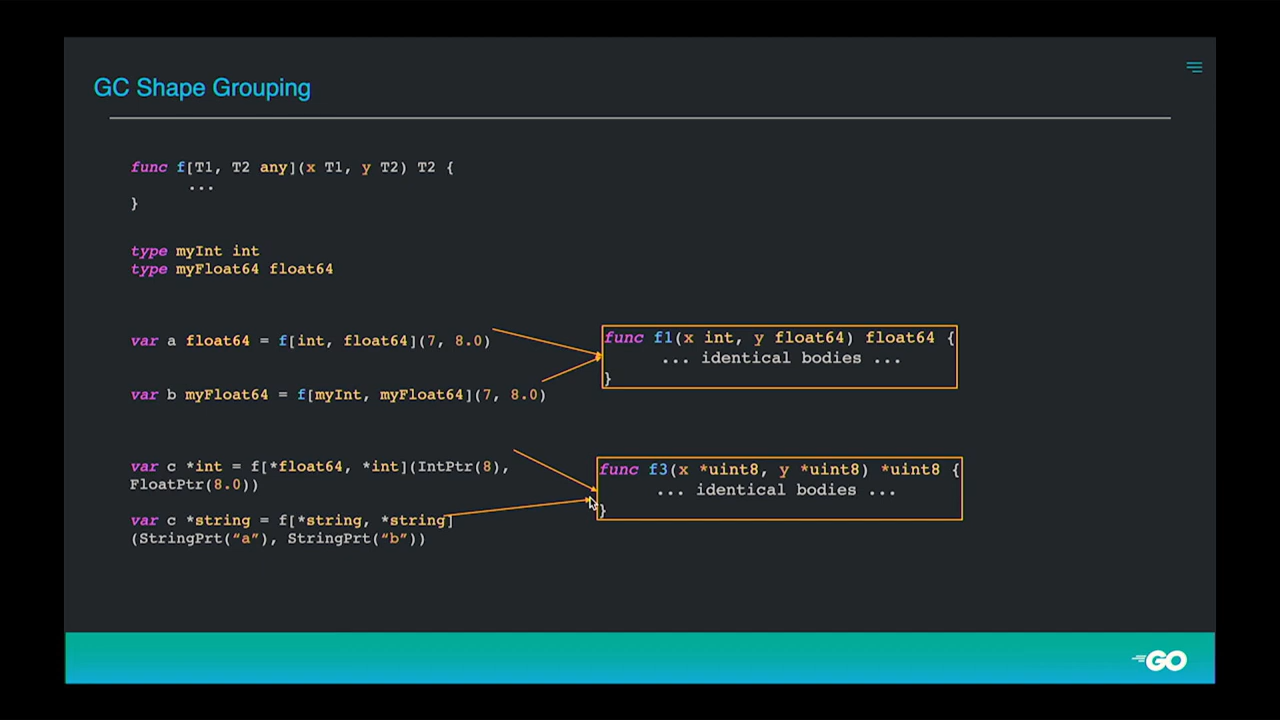 GC Shape Grouping
func f[T1, T2 any](x T1, y T2) T2 {
...
}
type myInt int
type myFloat64 float64
var a float64 = f[int, float64](7, 8.0)
func f1(x int, y float64) float64 {
... identical bodies ...
}
var b myFloat64 = f[myInt, myFloat64](7, 8.0)
var c *int = f[*float64, *int](IntPtr(8),
FloatPtr(8.0))
func f3(x *uint8, y *uint8) *uint8 {
... identical bodies ...
}
var c *string = f[*string, *string]
(StringPrt(“a”), StringPrt(“b”))
GO